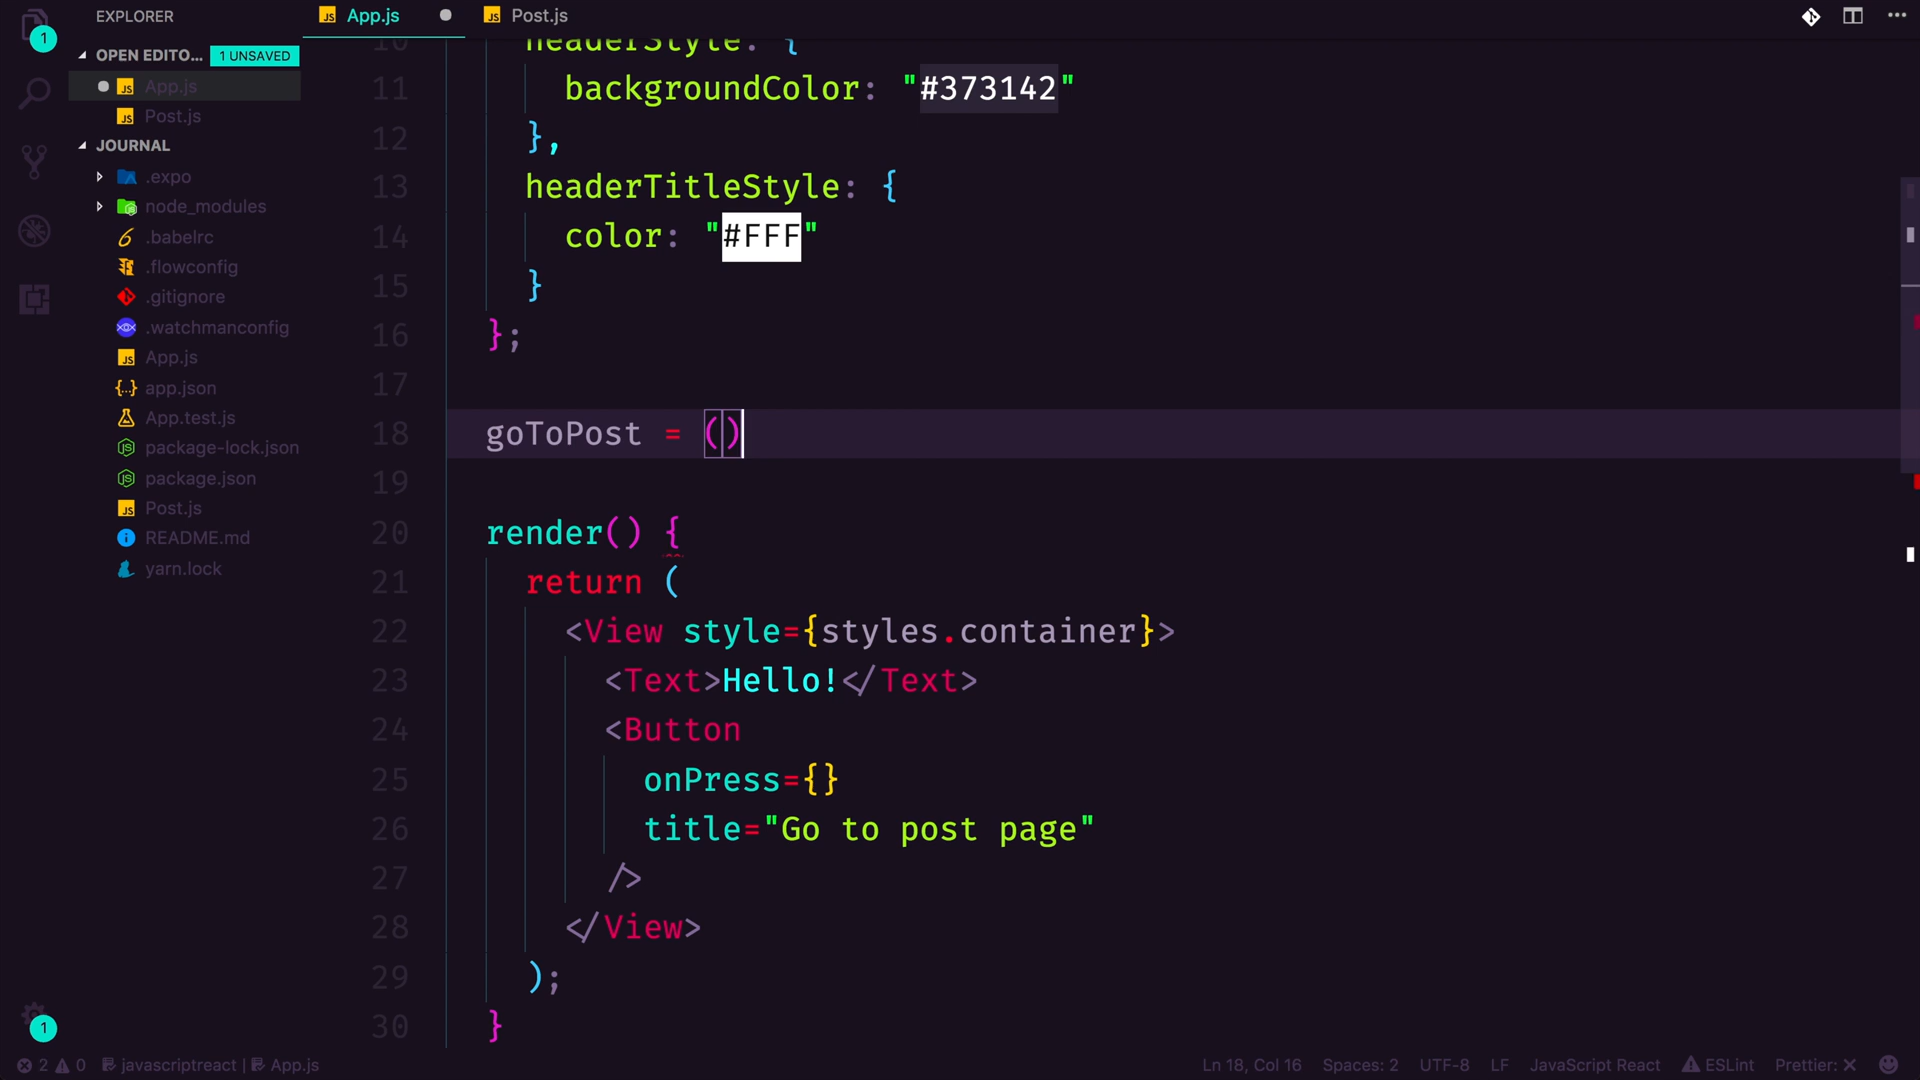 EXPLORER
App.js
Post.js
1
OPEN EDITO... 1 UNSAVED
App.js
Post.js
JOURNAL
.expo
node_modules
.babelrc
.flowconfig
.gitignore
.watchmanconfig
App.js
app.json
App.test.js
package-lock.json
package.json
Post.js
README.md
yarn.lock
1
10 headerStyle: {
11 backgroundColor: "#373142"
12 },
13 headerTitleStyle: {
14 color: "#FFF"
15 }
16 };
17
18 goToPost = ()
19
20 render() {
21 return (
22 <View style={styles.container}>
23 <Text>Hello!</Text>
24 <Button
25 onPress={}
26 title="Go to post page"
27 />
28 </View>
29 );
30 }
2 0 javascriptreact | App.js Ln 18, Col 16 Spaces: 2 UTF-8 LF JavaScript React ESLint Prettier: ✕